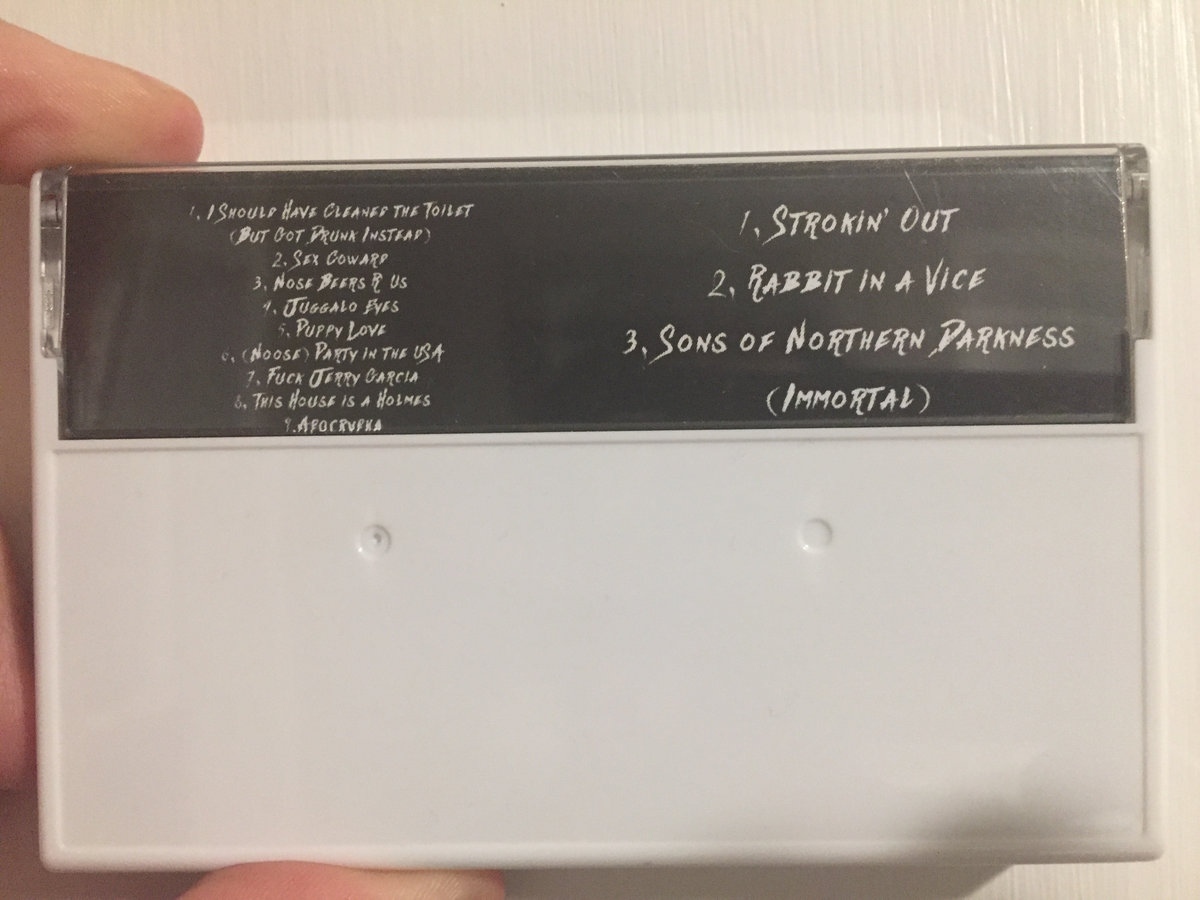 1. I Should Have Cleaned the Toilet
(But Got Drunk Instead)
2. Sex Coward
3. Nose Beers R Us
4. Juggalo Eyes
5. Puppy Love
6. (Noose) Party in the USA
7. Fuck Jerry Garcia
8. This House is a Holmes
9. Apocrypha
1. Strokin' Out
2. Rabbit in a Vice
3. Sons of Northern Darkness
(Immortal)